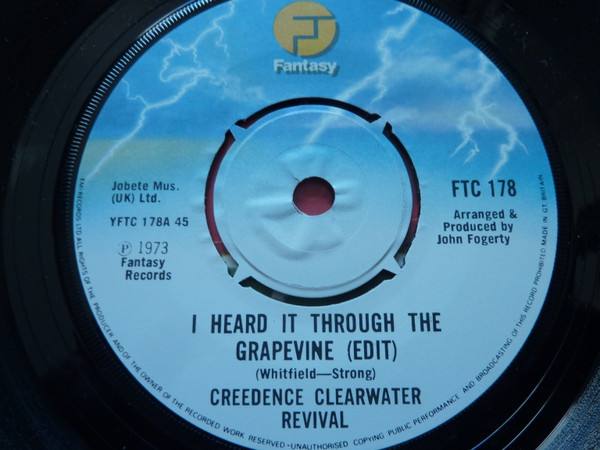 Fantasy
Jobete Mus.
(UK) Ltd.
YFTC 178A 45
Ⓟ 1973
Fantasy
Records
FTC 178
Arranged &
Produced by
John Fogerty
I HEARD IT THROUGH THE
GRAPEVINE (EDIT)
(Whitfield—Strong)
CREEDENCE CLEARWATER
REVIVAL
EMI RECORDS LTD ALL RIGHTS OF THE PRODUCER AND OF THE OWNER OF THE RECORDED WORK RESERVED • UNAUTHORISED COPYING PUBLIC PERFORMANCE AND BROADCASTING OF THIS RECORD PROHIBITED MADE IN GT. BRITAIN